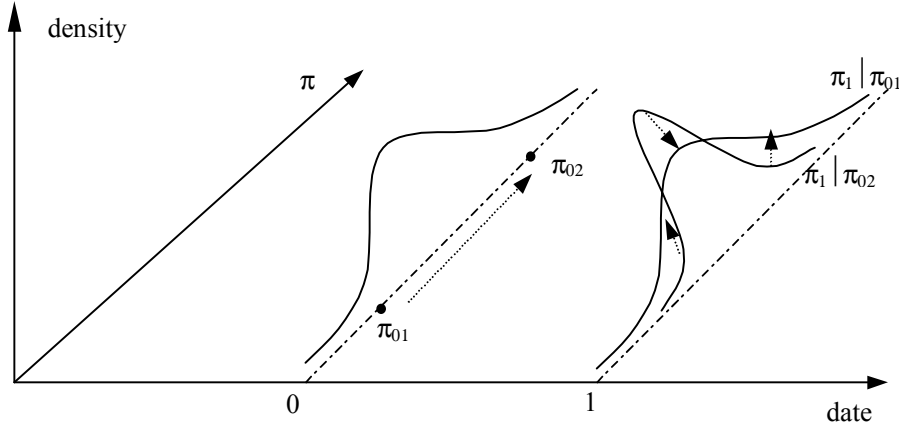 density
π
π₁ | π₀₁
π₀₂
π₁ | π₀₂
π₀₁
0
1
date